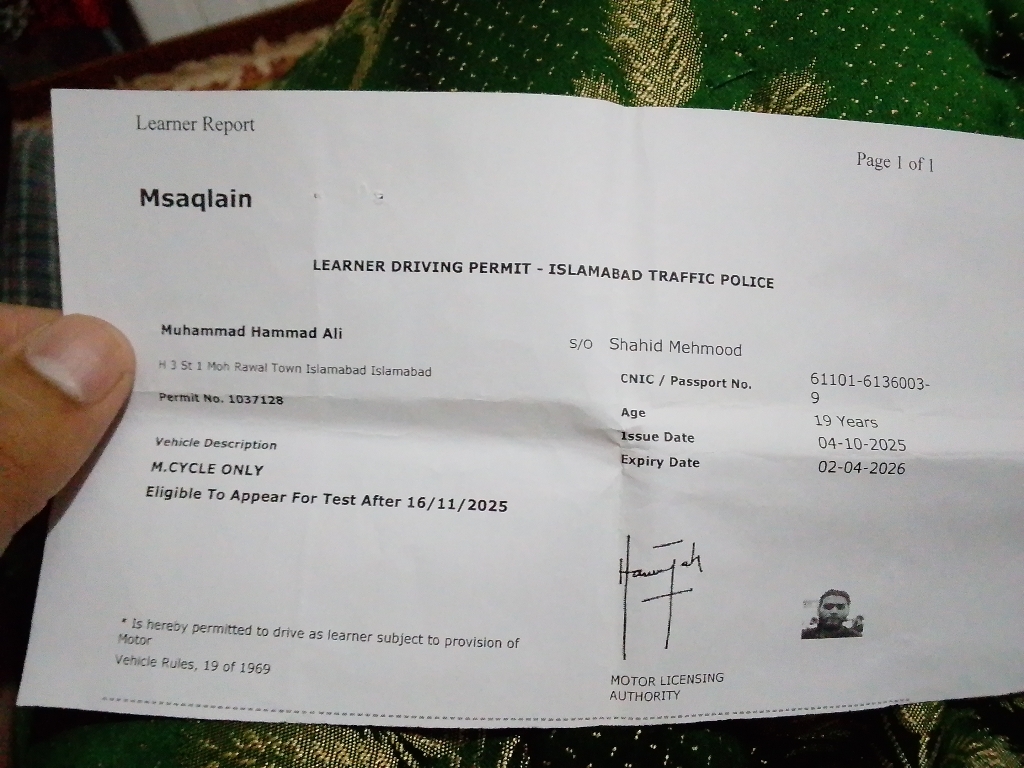 Learner Report
Page 1 of 1
Msaqlain
LEARNER DRIVING PERMIT - ISLAMABAD TRAFFIC POLICE
Muhammad Hammad Ali
S/O Shahid Mehmood
H 3 St 1 Moh Rawal Town Islamabad Islamabad
CNIC / Passport No. 61101-6136003-
9
Permit No. 1037128
Age 19 Years
Issue Date 04-10-2025
Vehicle Description
Expiry Date 02-04-2026
M.CYCLE ONLY
Eligible To Appear For Test After 16/11/2025
* Is hereby permitted to drive as learner subject to provision of
Motor
Vehicle Rules, 19 of 1969
MOTOR LICENSING
AUTHORITY